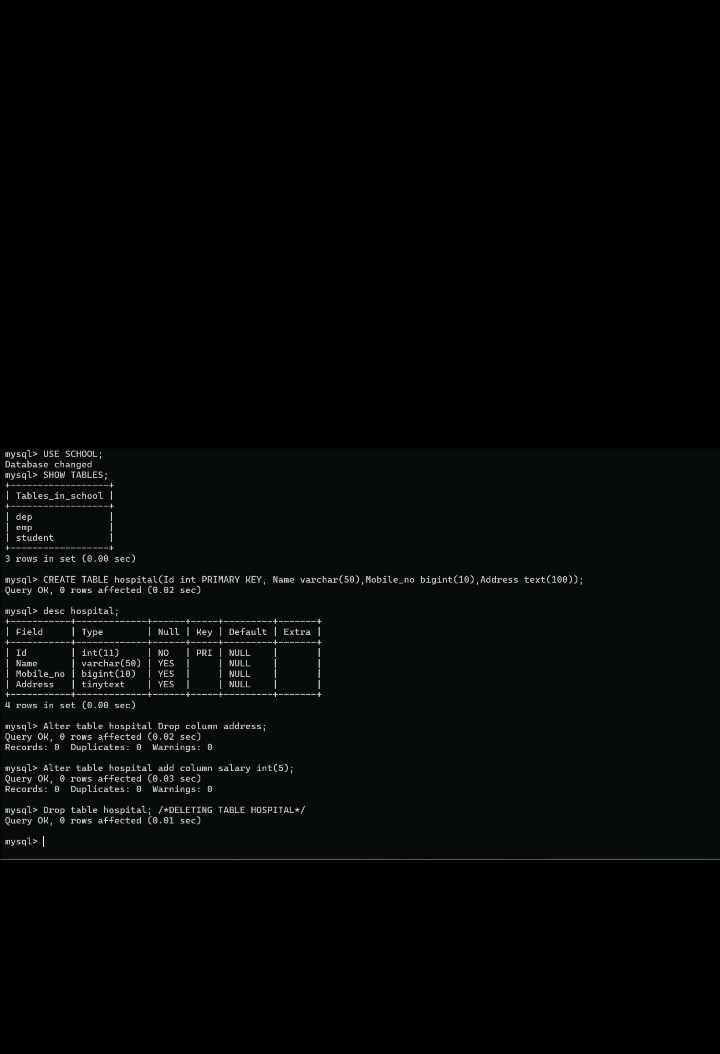 mysql> USE SCHOOL;
Database changed
mysql> SHOW TABLES;
+------------------+
| Tables_in_school |
+------------------+
| dep              |
| emp              |
| student          |
+------------------+
3 rows in set (0.00 sec)
mysql> CREATE TABLE hospital(Id int PRIMARY KEY, Name varchar(50),Mobile_no bigint(10),Address text(100));
Query OK, 0 rows affected (0.02 sec)
mysql> desc hospital;
+-----------+-------------+------+-----+---------+-------+
| Field     | Type        | Null | Key | Default | Extra |
+-----------+-------------+------+-----+---------+-------+
| Id        | int(11)     | NO   | PRI | NULL    |       |
| Name      | varchar(50) | YES  |     | NULL    |       |
| Mobile_no | bigint(10)  | YES  |     | NULL    |       |
| Address   | tinytext    | YES  |     | NULL    |       |
+-----------+-------------+------+-----+---------+-------+
4 rows in set (0.00 sec)
mysql> Alter table hospital Drop column address;
Query OK, 0 rows affected (0.02 sec)
Records: 0  Duplicates: 0  Warnings: 0
mysql> Alter table hospital add column salary int(5);
Query OK, 0 rows affected (0.03 sec)
Records: 0  Duplicates: 0  Warnings: 0
mysql> Drop table hospital; /*DELETING TABLE HOSPITAL*/
Query OK, 0 rows affected (0.01 sec)
mysql>